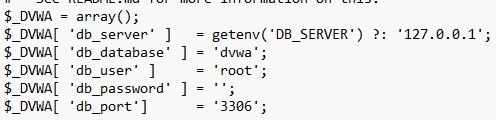 #   See README.md for more information on this.
$_DVWA = array();
$_DVWA[ 'db_server' ]   = getenv('DB_SERVER') ?: '127.0.0.1';
$_DVWA[ 'db_database' ] = 'dvwa';
$_DVWA[ 'db_user' ]     = 'root';
$_DVWA[ 'db_password' ] = '';
$_DVWA[ 'db_port']      = '3306';